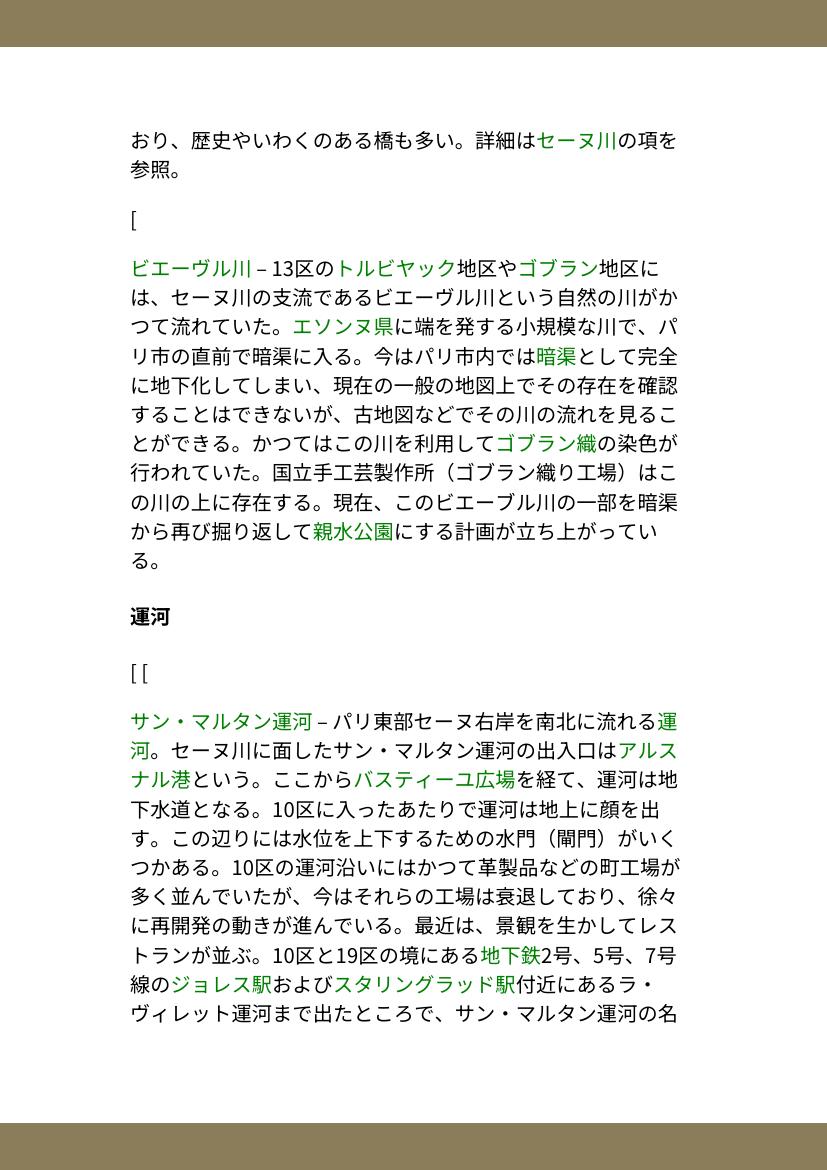 おり、歴史やいわくのある橋も多い。詳細はセーヌ川の項を
参照。
[
ビエーヴル川 – 13区のトルビヤック地区やゴブラン地区に
は、セーヌ川の支流であるビエーヴル川という自然の川がか
つて流れていた。エソンヌ県に端を発する小規模な川で、パ
リ市の直前で暗渠に入る。今はパリ市内では暗渠として完全
に地下化してしまい、現在の一般の地図上でその存在を確認
することはできないが、古地図などでその川の流れを見るこ
とができる。かつてはこの川を利用してゴブラン織の染色が
行われていた。国立手工芸製作所（ゴブラン織り工場）はこ
の川の上に存在する。現在、このビエーブル川の一部を暗渠
から再び掘り返して親水公園にする計画が立ち上がってい
る。
運河
[ [
サン・マルタン運河 – パリ東部セーヌ右岸を南北に流れる運
河。セーヌ川に面したサン・マルタン運河の出入口はアルス
ナル港という。ここからバスティーユ広場を経て、運河は地
下水道となる。10区に入ったあたりで運河は地上に顔を出
す。この辺りには水位を上下するための水門（閘門）がいく
つかある。10区の運河沿いにはかつて革製品などの町工場が
多く並んでいたが、今はそれらの工場は衰退しており、徐々
に再開発の動きが進んでいる。最近は、景観を生かしてレス
トランが並ぶ。10区と19区の境にある地下鉄2号、5号、7号
線のジョレス駅およびスタリングラッド駅付近にあるラ・
ヴィレット運河まで出たところで、サン・マルタン運河の名